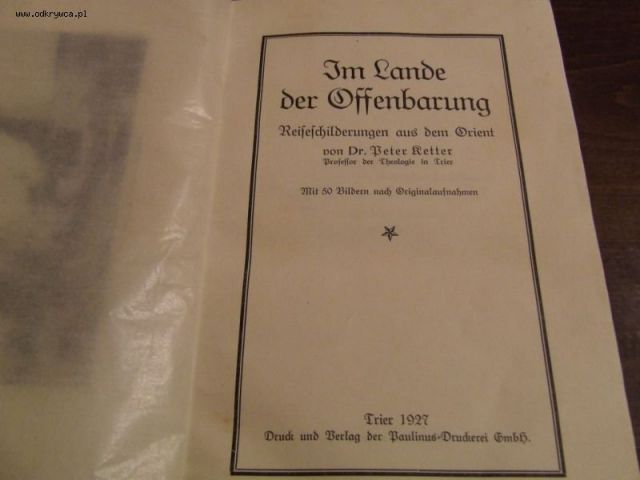 www.odkrywca.pl
Im Lande
der Offenbarung
Reiseschilderungen aus dem Orient
von Dr. Peter Ketter
Professor der Theologie in Trier
Mit 50 Bildern nach Originalaufnahmen
Trier 1927
Druck und Verlag der Paulinus-Druckerei GmbH.